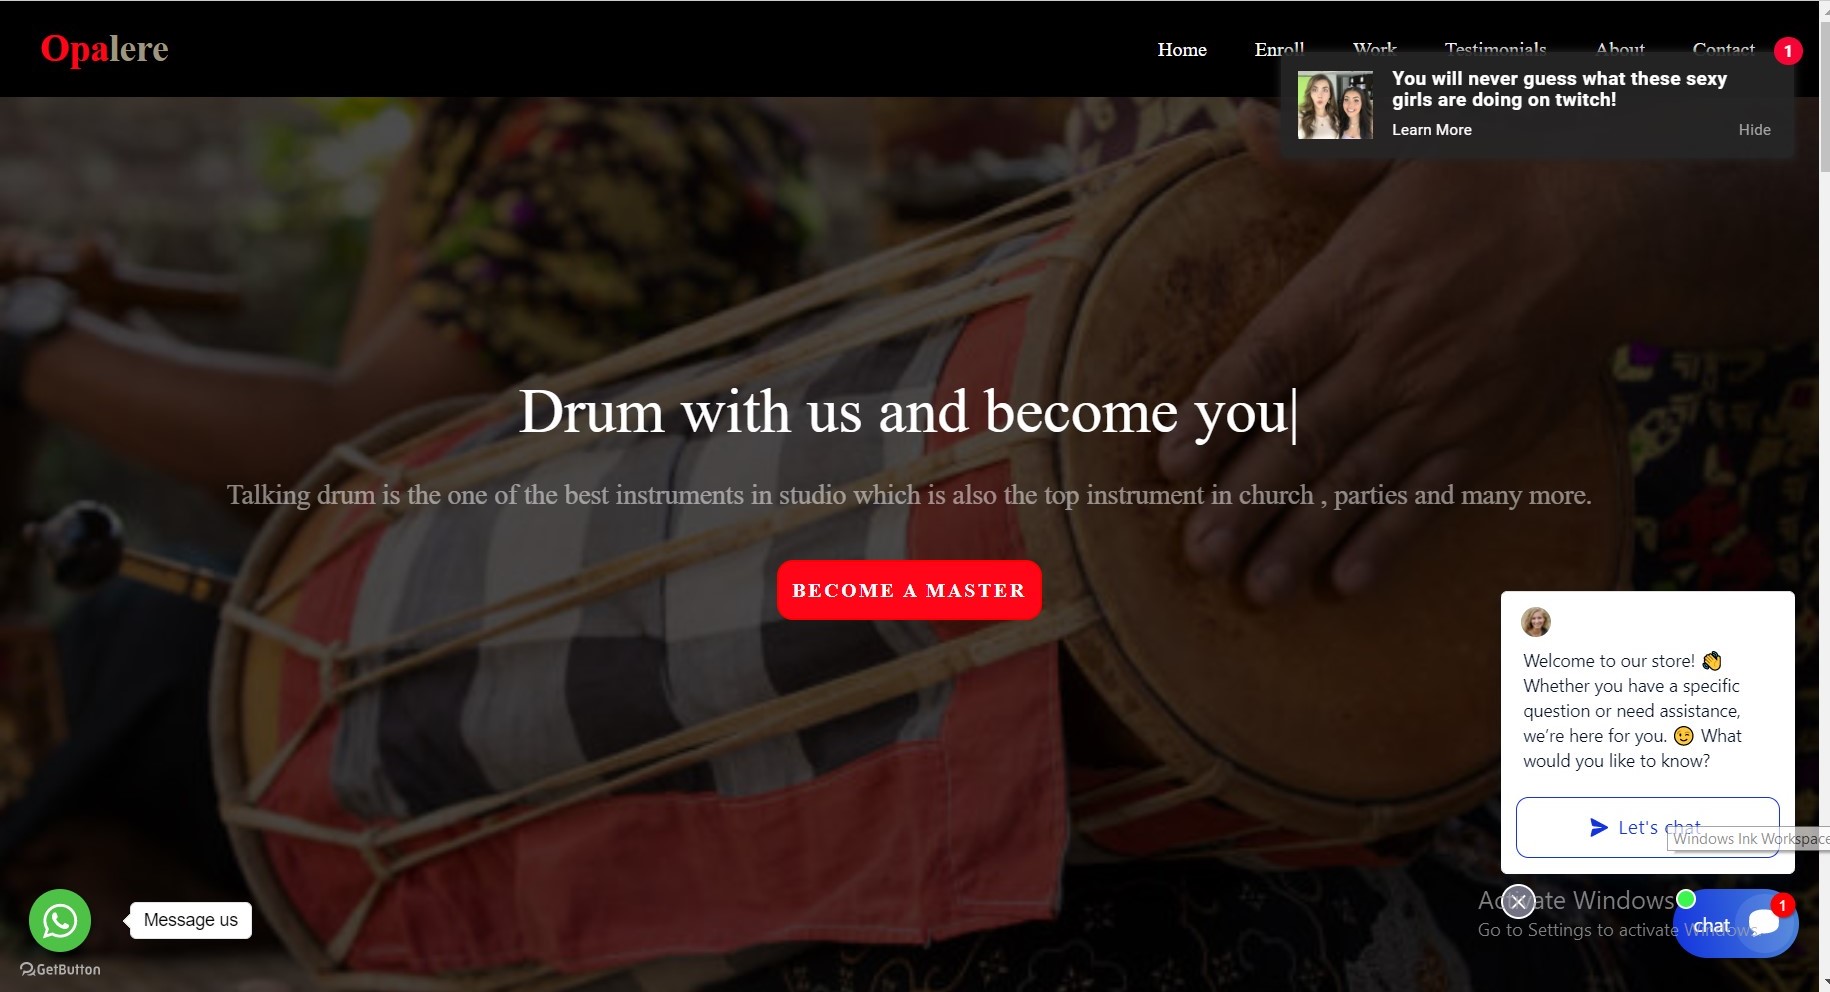 Opalere
Home Enroll Work Testimonials About Contact
1
You will never guess what these sexy
girls are doing on twitch!
Learn More Hide
Drum with us and become you|
Talking drum is the one of the best instruments in studio which is also the top instrument in church , parties and many more.
BECOME A MASTER
Welcome to our store! 👋
Whether you have a specific
question or need assistance,
we're here for you. 😉 What
would you like to know?
Let's chat
Windows Ink Workspace
Activate Windows
Go to Settings to activate Windows.
chat
1
Message us
GetButton